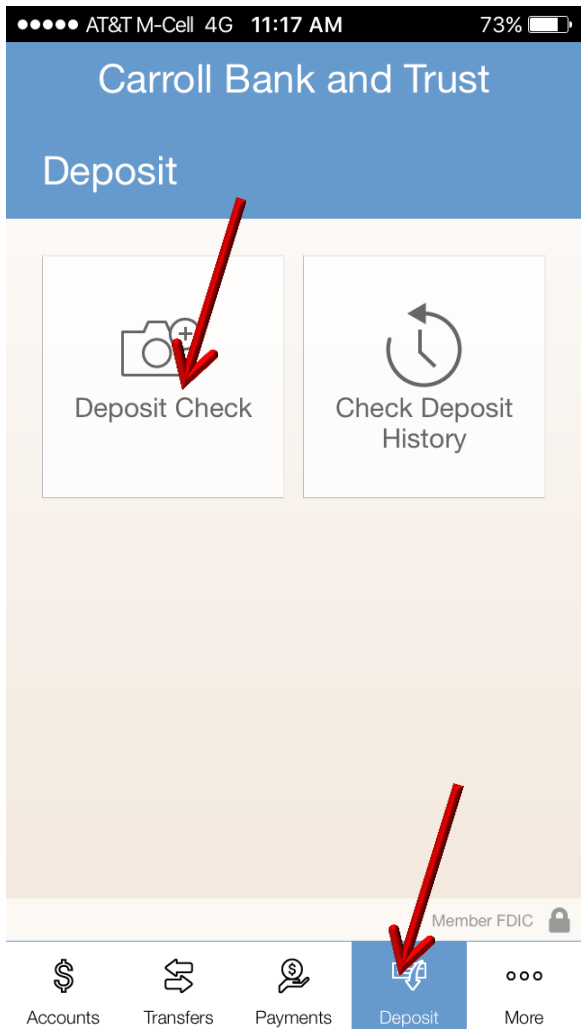 AT&T M-Cell 4G 11:17 AM 73%
Carroll Bank and Trust
Deposit
Deposit Check
Check Deposit
History
Member FDIC
Accounts Transfers Payments Deposit More